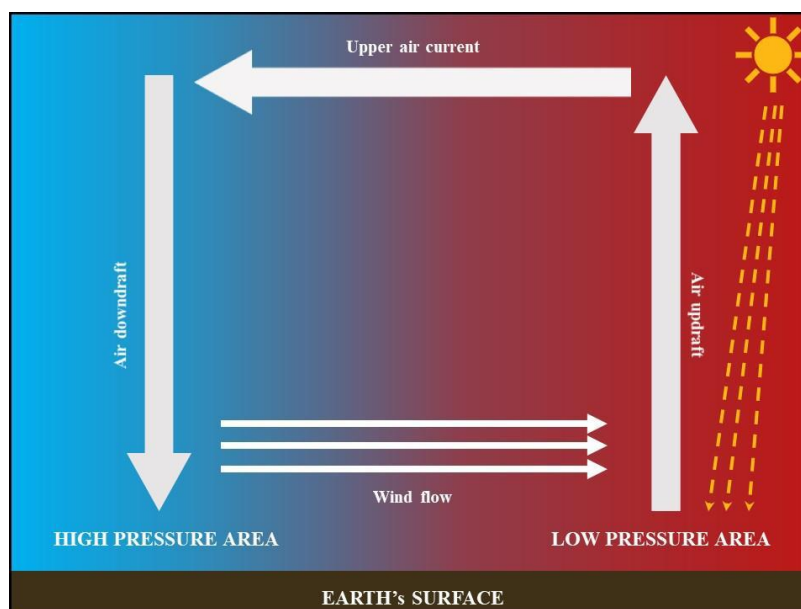 Upper air current
Air downdraft
Air updraft
Wind flow
HIGH PRESSURE AREA
LOW PRESSURE AREA
EARTH's SURFACE